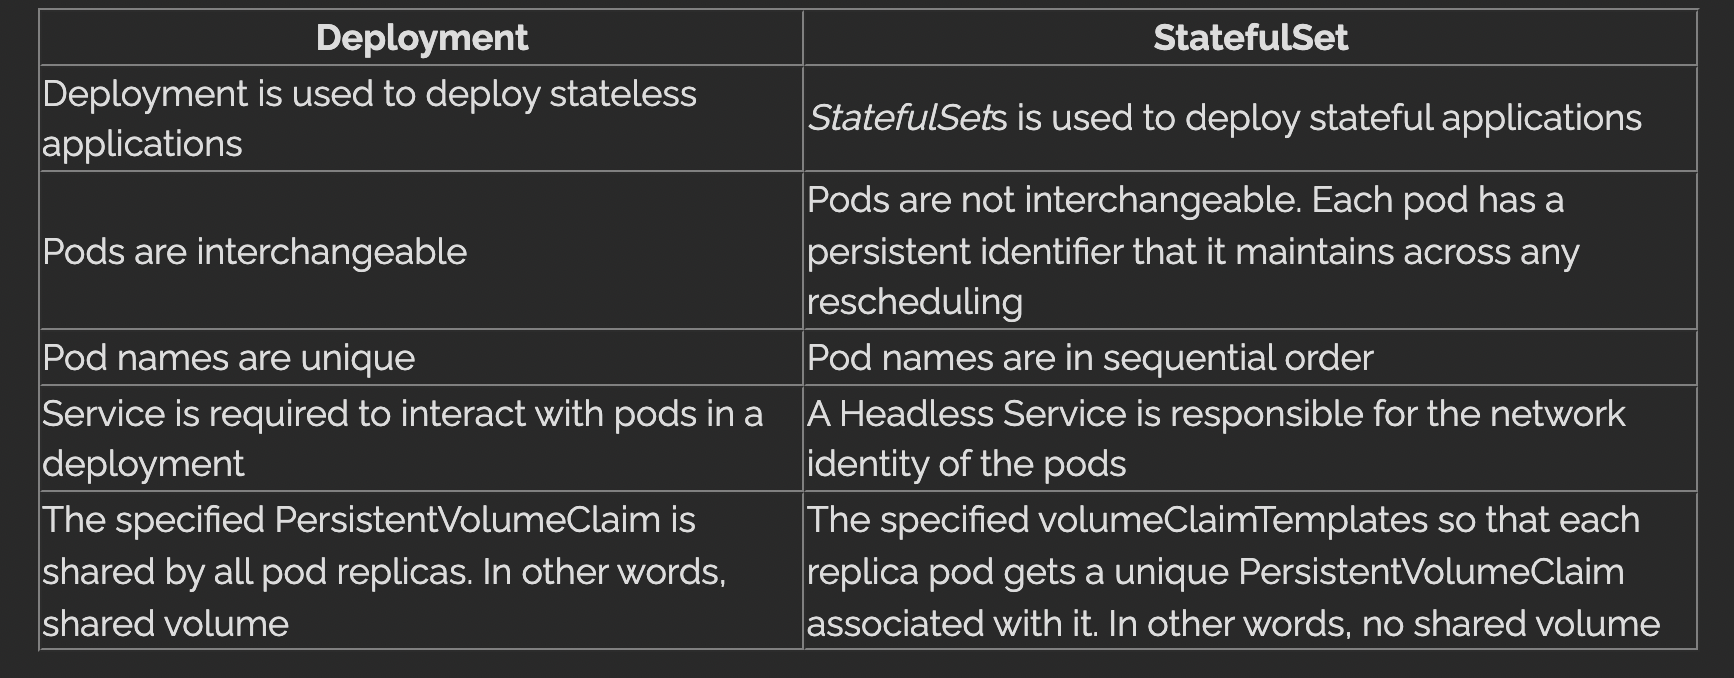 Deployment
StatefulSet
Deployment is used to deploy stateless
applications
StatefulSets is used to deploy stateful applications
Pods are interchangeable
Pods are not interchangeable. Each pod has a
persistent identifier that it maintains across any
rescheduling
Pod names are unique
Pod names are in sequential order
Service is required to interact with pods in a
deployment
A Headless Service is responsible for the network
identity of the pods
The specified PersistentVolumeClaim is
shared by all pod replicas. In other words,
shared volume
The specified volumeClaimTemplates so that each
replica pod gets a unique PersistentVolumeClaim
associated with it. In other words, no shared volume